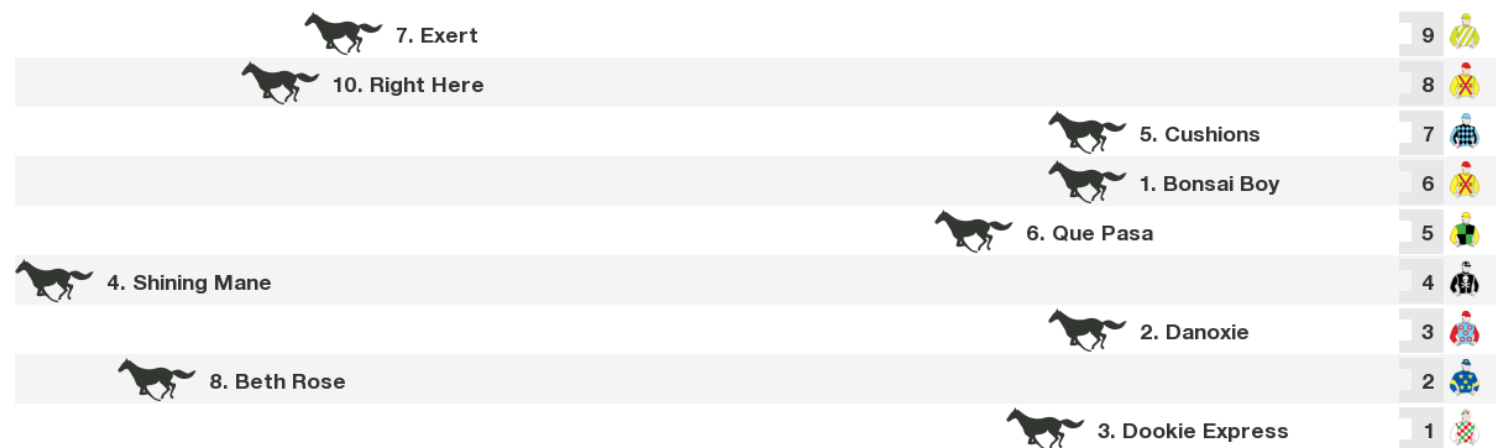 7. Exert 9
10. Right Here 8
5. Cushions 7
1. Bonsai Boy 6
6. Que Pasa 5
4. Shining Mane 4
2. Danoxie 3
8. Beth Rose 2
3. Dookie Express 1